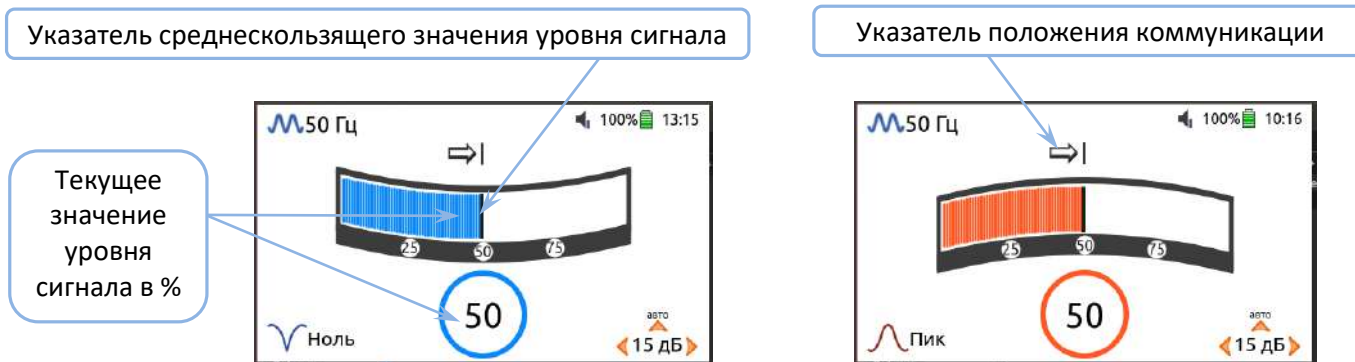 Указатель среднескользящего значения уровня сигнала
Указатель положения коммуникации
Текущее
значение
уровня
сигнала в %
50 Гц
100% 13:15
25 50 75
50
Ноль
авто
15 дБ
50 Гц
100% 10:16
25 50 75
50
Пик
авто
15 дБ